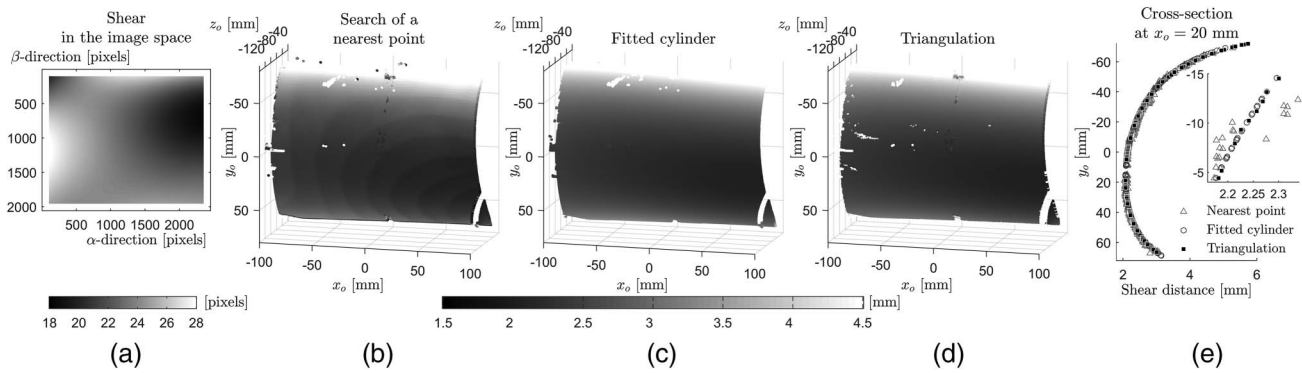 Shear
in the image space
β-direction [pixels]
500
1000
1500
2000
100 500 1000 1500 2000
α-direction [pixels]
[pixels]
18 20 22 24 26 28
(a)
z_o [mm]
-40
-80
-120
Search of a
nearest point
-50
0
50
y_o [mm]
-100 -50 0 50 100
x_o [mm]
(b)
z_o [mm]
-40
-80
-120
Fitted cylinder
-50
0
50
y_o [mm]
-100 -50 0 50 100
x_o [mm]
[mm]
1.5 2 2.5 3 3.5 4 4.5
(c)
z_o [mm]
-40
-80
-120
Triangulation
-50
0
50
y_o [mm]
-100 -50 0 50 100
x_o [mm]
(d)
Cross-section
at x_o = 20 mm
-60
-40
-20
0
20
40
60
y_o [mm]
-15
-10
-5
2.2 2.25 2.3
Nearest point
Fitted cylinder
Triangulation
2 4 6
Shear distance [mm]
(e)